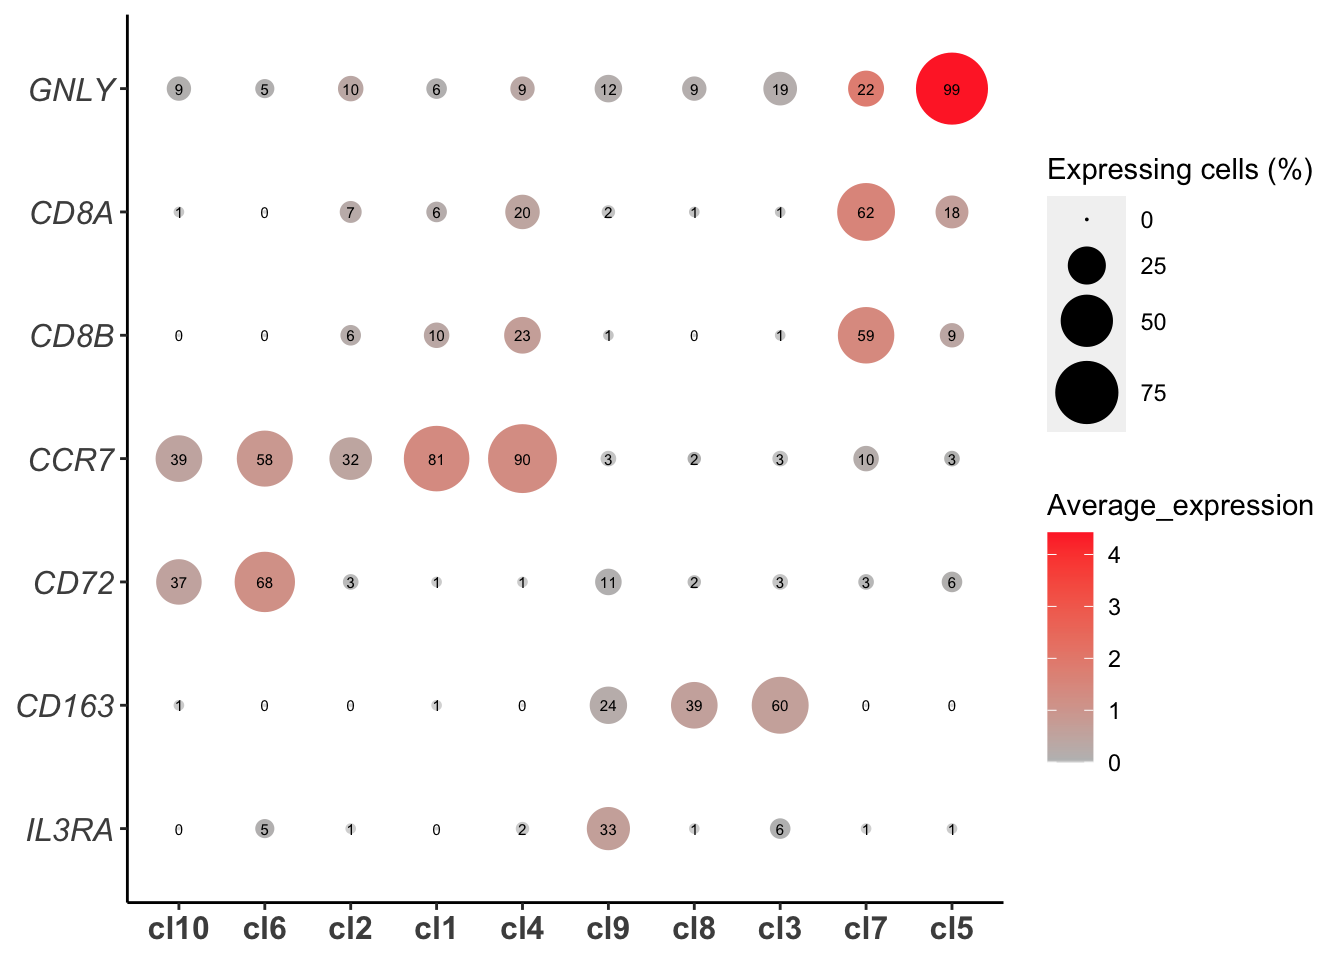 GNLY 9 5 10 6 9 12 9 19 22 99
CD8A 1 0 7 6 20 2 1 1 62 18
CD8B 0 0 6 10 23 1 0 1 59 9
CCR7 39 58 32 81 90 3 2 3 10 3
CD72 37 68 3 1 1 11 2 3 3 6
CD163 1 0 0 1 0 24 39 60 0 0
IL3RA 0 5 1 0 2 33 1 6 1 1
cl10 cl6 cl2 cl1 cl4 cl9 cl8 cl3 cl7 cl5
Expressing cells (%)
0
25
50
75
Average_expression
4
3
2
1
0